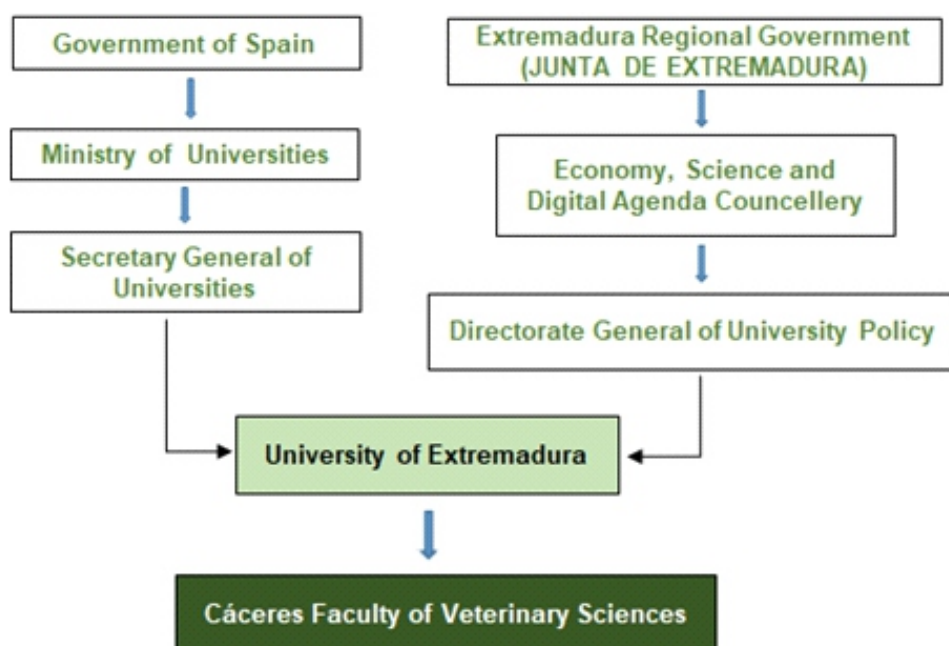 Government of Spain
Ministry of Universities
Secretary General of
Universities
Extremadura Regional Government
(JUNTA DE EXTREMADURA)
Economy, Science and
Digital Agenda Councellery
Directorate General of University Policy
University of Extremadura
Cáceres Faculty of Veterinary Sciences